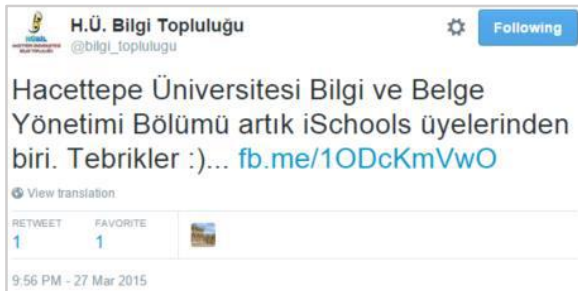 H.Ü. Bilgi Topluluğu
@bilgi_toplulugu
Following
Hacettepe Üniversitesi Bilgi ve Belge
Yönetimi Bölümü artık iSchools üyelerinden
biri. Tebrikler :)... fb.me/1ODcKmVwO
View translation
RETWEET FAVORITE
1 1
9:56 PM - 27 Mar 2015